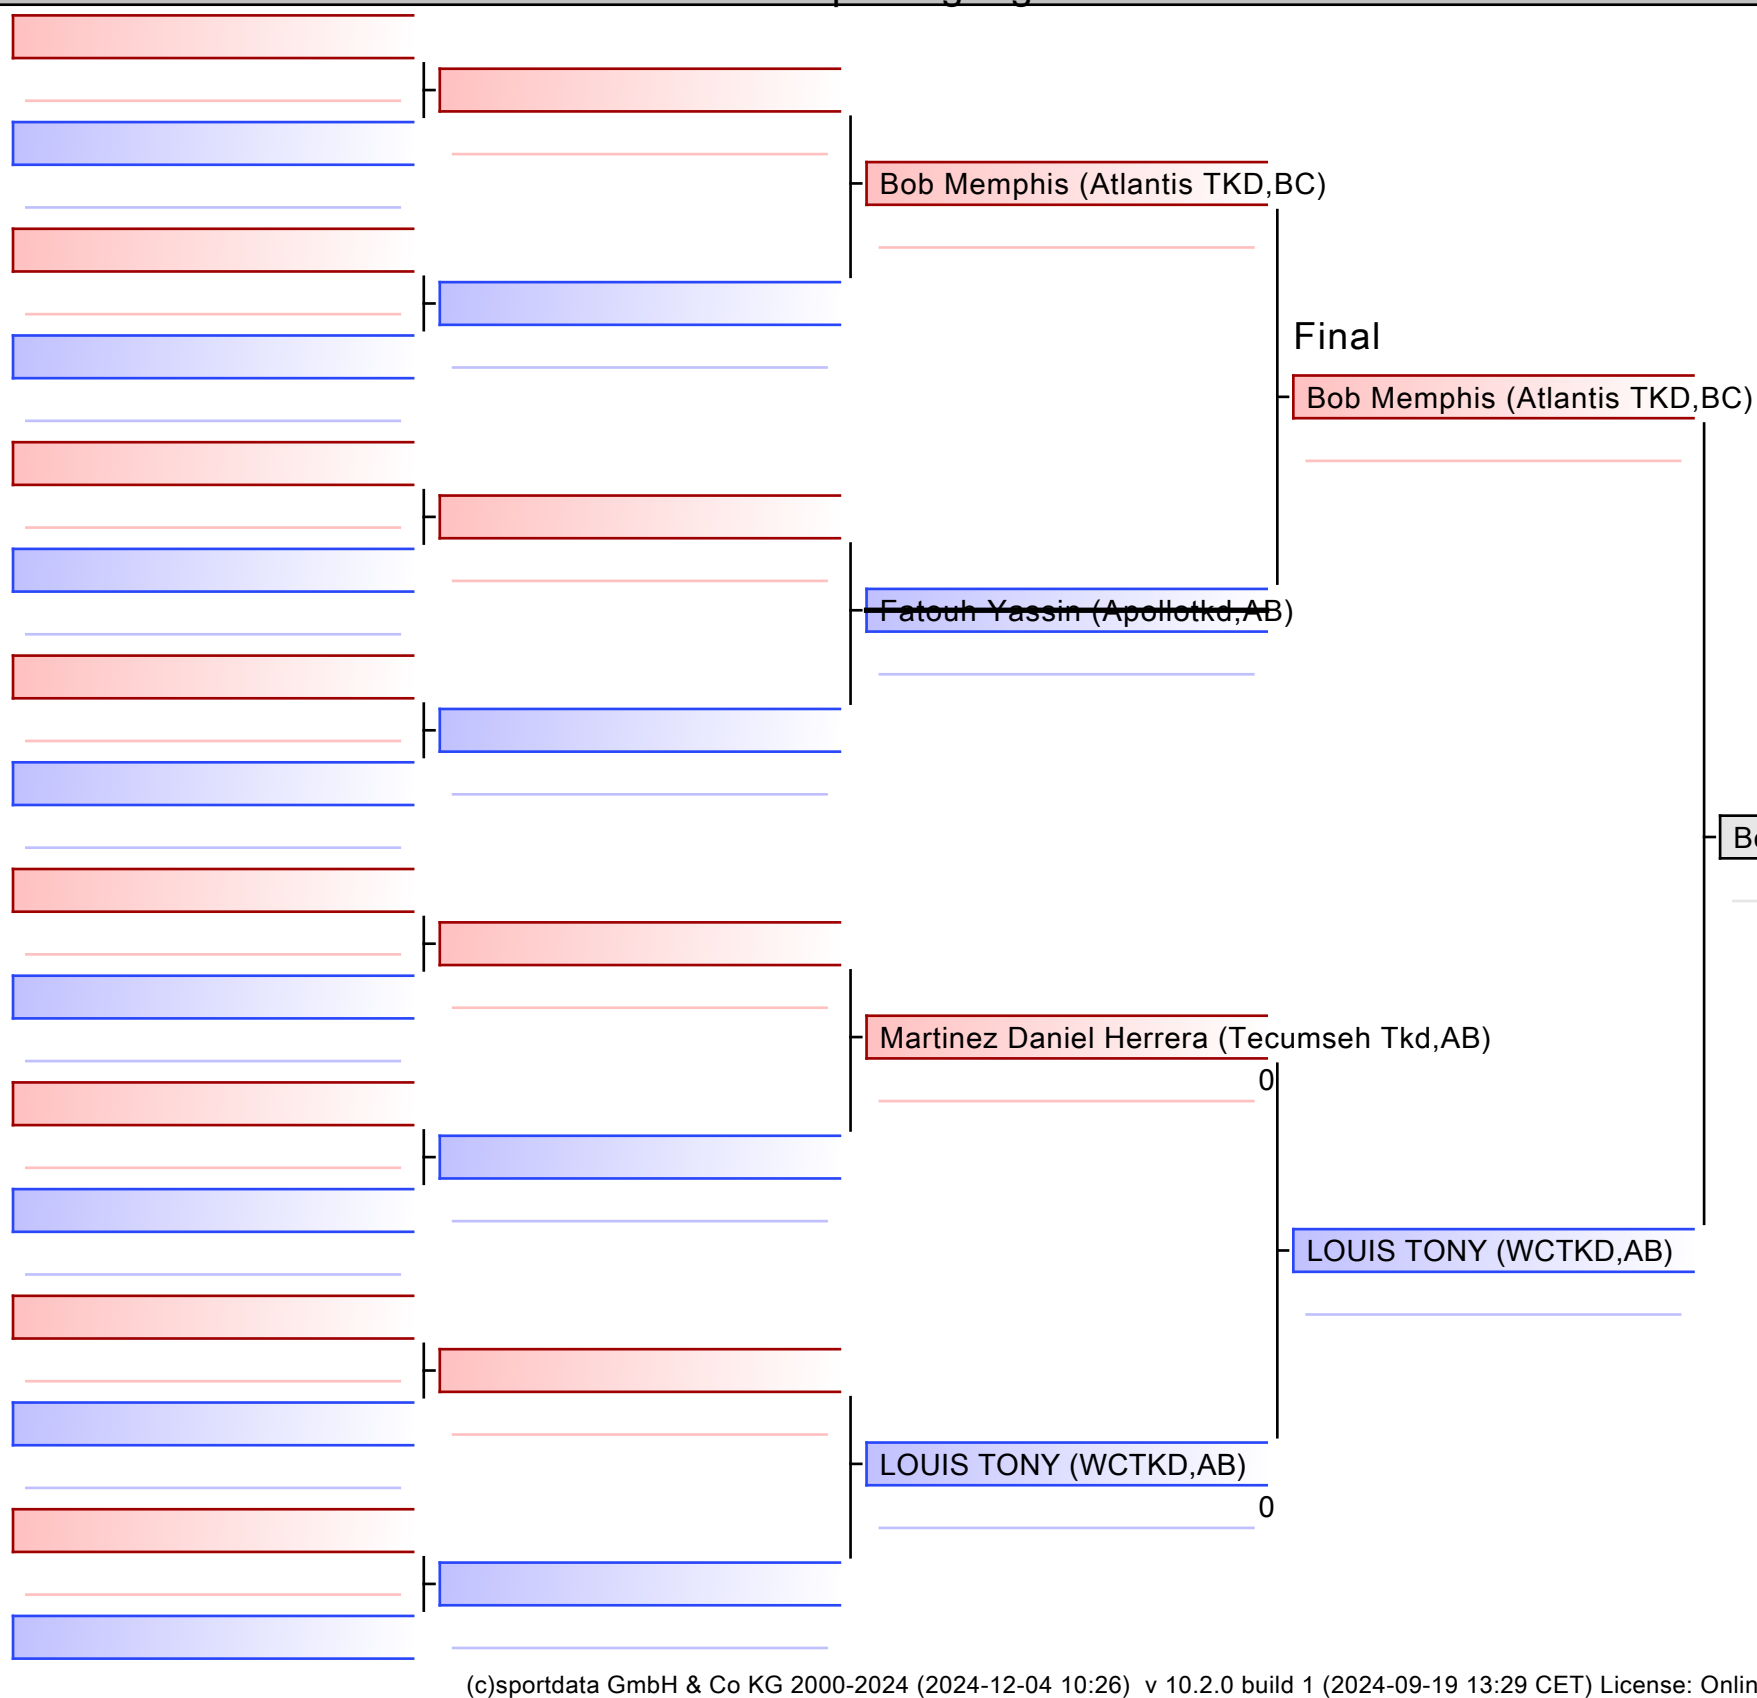 Bob Memphis (Atlantis TKD,BC)
Final
Bob Memphis (Atlantis TKD,BC)
Fatouh Yassin (Apollotkd,AB)
Martinez Daniel Herrera (Tecumseh Tkd,AB)
0
LOUIS TONY (WCTKD,AB)
LOUIS TONY (WCTKD,AB)
0
(c)sportdata GmbH & Co KG 2000-2024 (2024-12-04 10:26) v 10.2.0 build 1 (2024-09-19 13:29 CET) License: Onlin